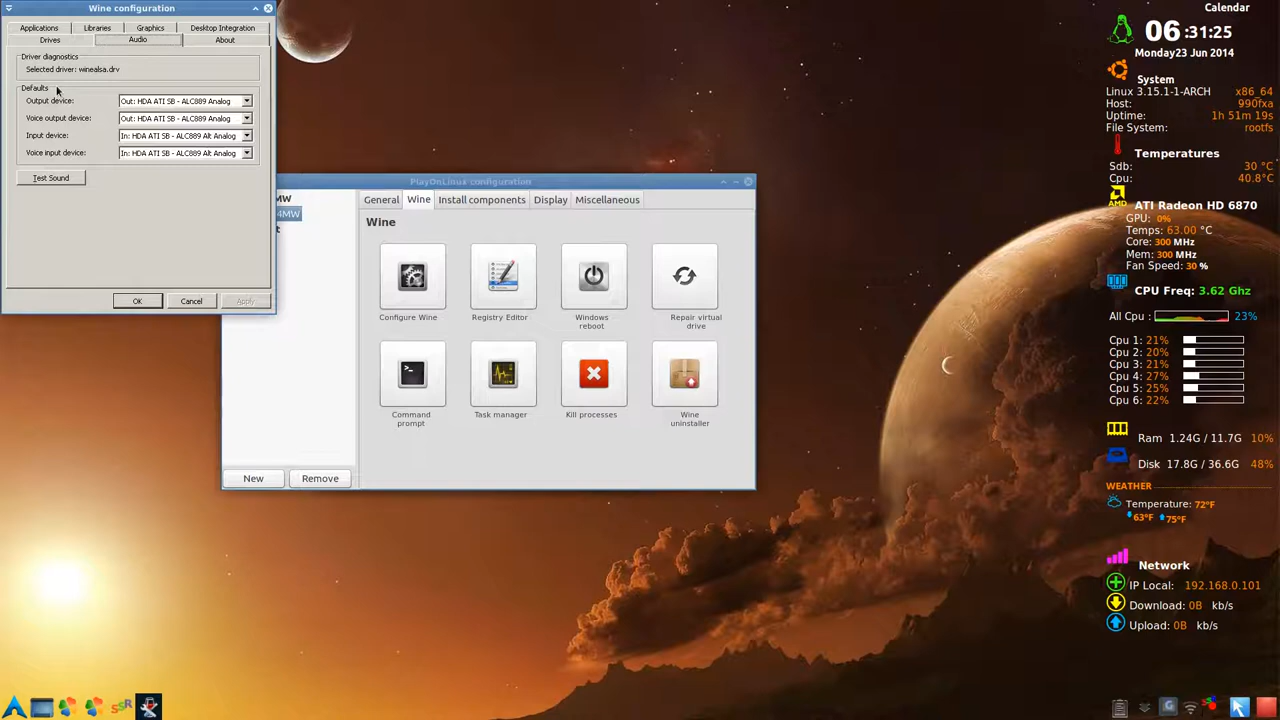 Wine configuration
Applications
Libraries
Graphics
Desktop Integration
Drives
Audio
About
Driver diagnostics
Selected driver: winealsa.drv
Defaults
Output device:
Out: HDA ATI SB - ALC889 Analog
Voice output device:
Out: HDA ATI SB - ALC889 Analog
Input device:
In: HDA ATI SB - ALC889 Alt Analog
Voice input device:
In: HDA ATI SB - ALC889 Alt Analog
Test Sound
OK
Cancel
Apply
PlayOnLinux configuration
General
Wine
Install components
Display
Miscellaneous
Wine
Configure Wine
Registry Editor
Windows
reboot
Repair virtual
drive
Command
prompt
Task manager
Kill processes
Wine
uninstaller
New
Remove
Calendar
06:31:25
Monday23 Jun 2014
System
Linux 3.15.1-1-ARCH x86_64
Host: 990fxa
Uptime: 1h 51m 19s
File System: rootfs
Temperatures
Sdb: 30 °C
Cpu: 40.8°C
AMD
ATI Radeon HD 6870
GPU: 0%
Temps: 63.00 °C
Core: 300 MHz
Mem: 300 MHz
Fan Speed: 30 %
CPU Freq: 3.62 Ghz
All Cpu : 23%
Cpu 1: 21%
Cpu 2: 20%
Cpu 3: 21%
Cpu 4: 27%
Cpu 5: 25%
Cpu 6: 22%
Ram 1.24G / 11.7G 10%
Disk 17.8G / 36.6G 48%
WEATHER
Temperature: 72°F
63°F 75°F
Network
IP Local: 192.168.0.101
Download: 0B kb/s
Upload: 0B kb/s
SSR